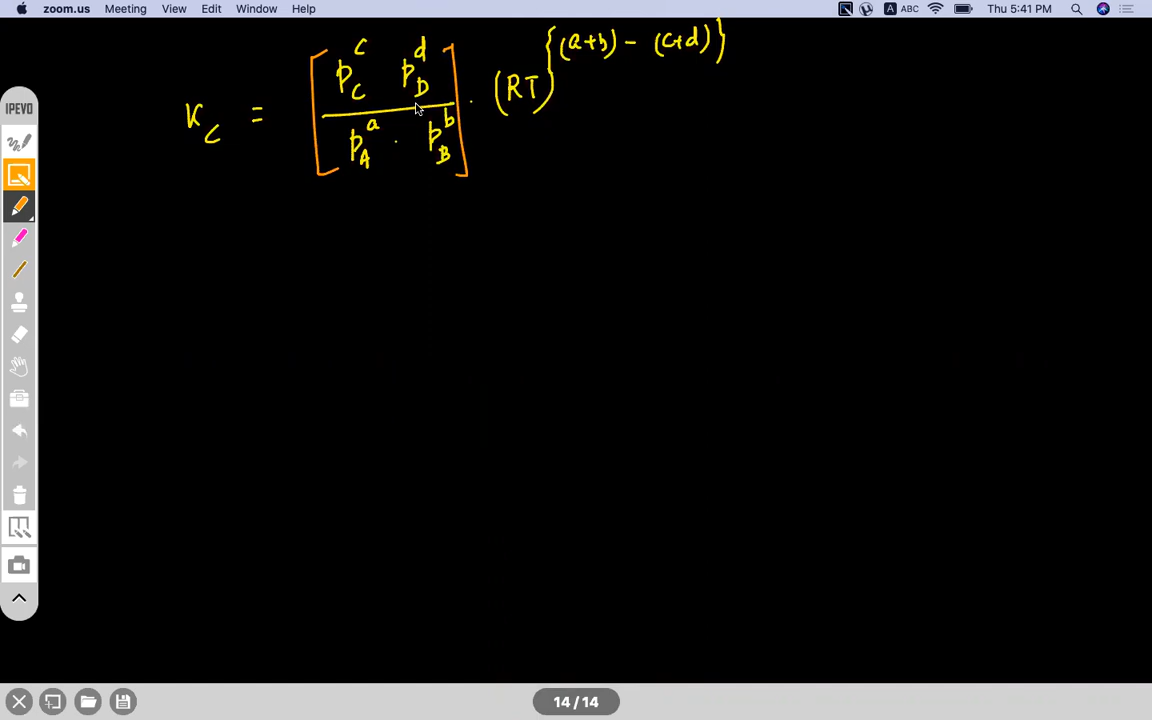 zoom.us Meeting View Edit Window Help A ABC Thu 5:41 PM
IPEVO
K_C = [ p_C^c p_D^d / p_A^a · p_B^b ] · (RT)^{(a+b) - (c+d)}
14 / 14